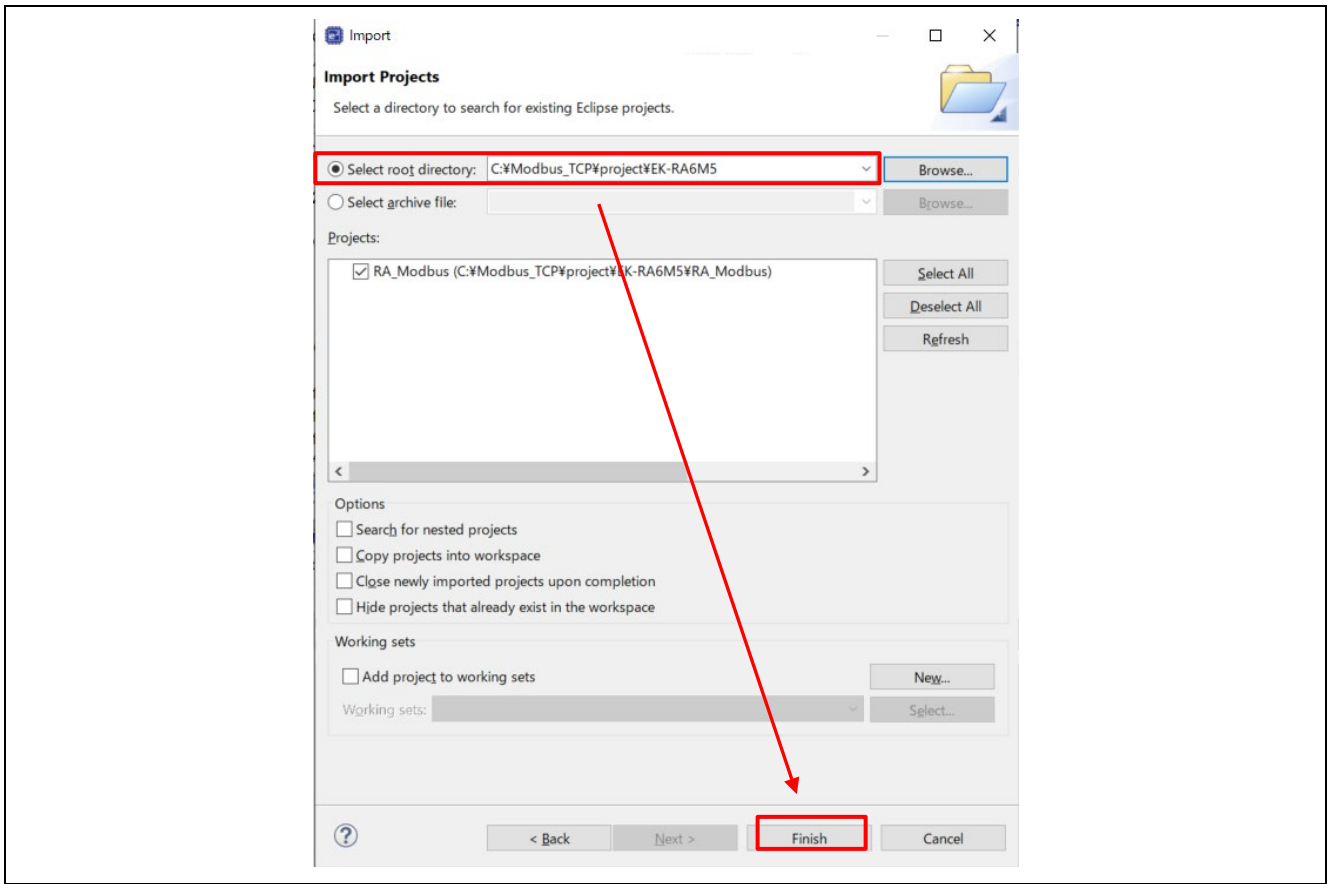 Import
Import Projects
Select a directory to search for existing Eclipse projects.
Select root directory: C:¥Modbus_TCP¥project¥EK-RA6M5 Browse...
Select archive file: Browse...
Projects:
RA_Modbus (C:¥Modbus_TCP¥project¥EK-RA6M5¥RA_Modbus) Select All
Deselect All
Refresh
Options
Search for nested projects
Copy projects into workspace
Close newly imported projects upon completion
Hide projects that already exist in the workspace
Working sets
Add project to working sets New...
Working sets: Select...
? < Back Next > Finish Cancel